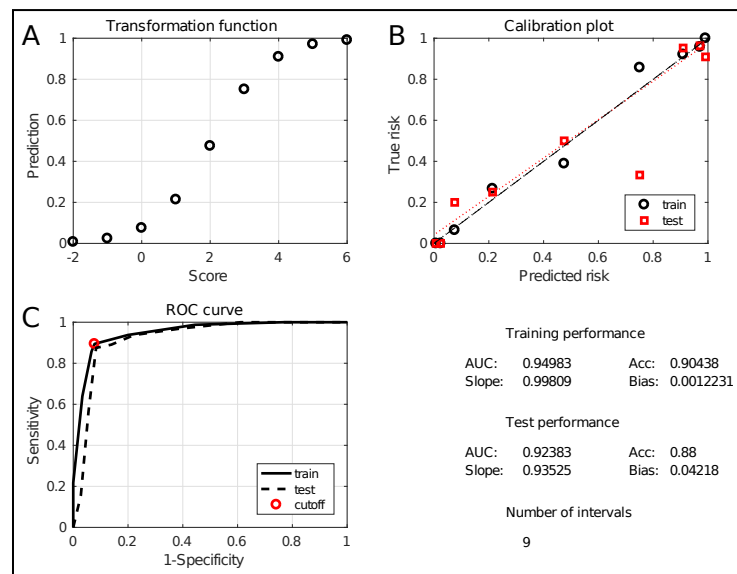 A
Transformation function
1
0.8
0.6
0.4
0.2
0
-2
0
2
4
6
Prediction
Score
B
Calibration plot
1
0.8
0.6
0.4
0.2
0
0
0.2
0.4
0.6
0.8
1
True risk
Predicted risk
train
test
C
ROC curve
1
0.8
0.6
0.4
0.2
0
0
0.2
0.4
0.6
0.8
1
Sensitivity
1-Specificity
train
test
cutoff
Training performance
AUC: 0.94983 Acc: 0.90438
Slope: 0.99809 Bias: 0.0012231
Test performance
AUC: 0.92383 Acc: 0.88
Slope: 0.93525 Bias: 0.04218
Number of intervals
9